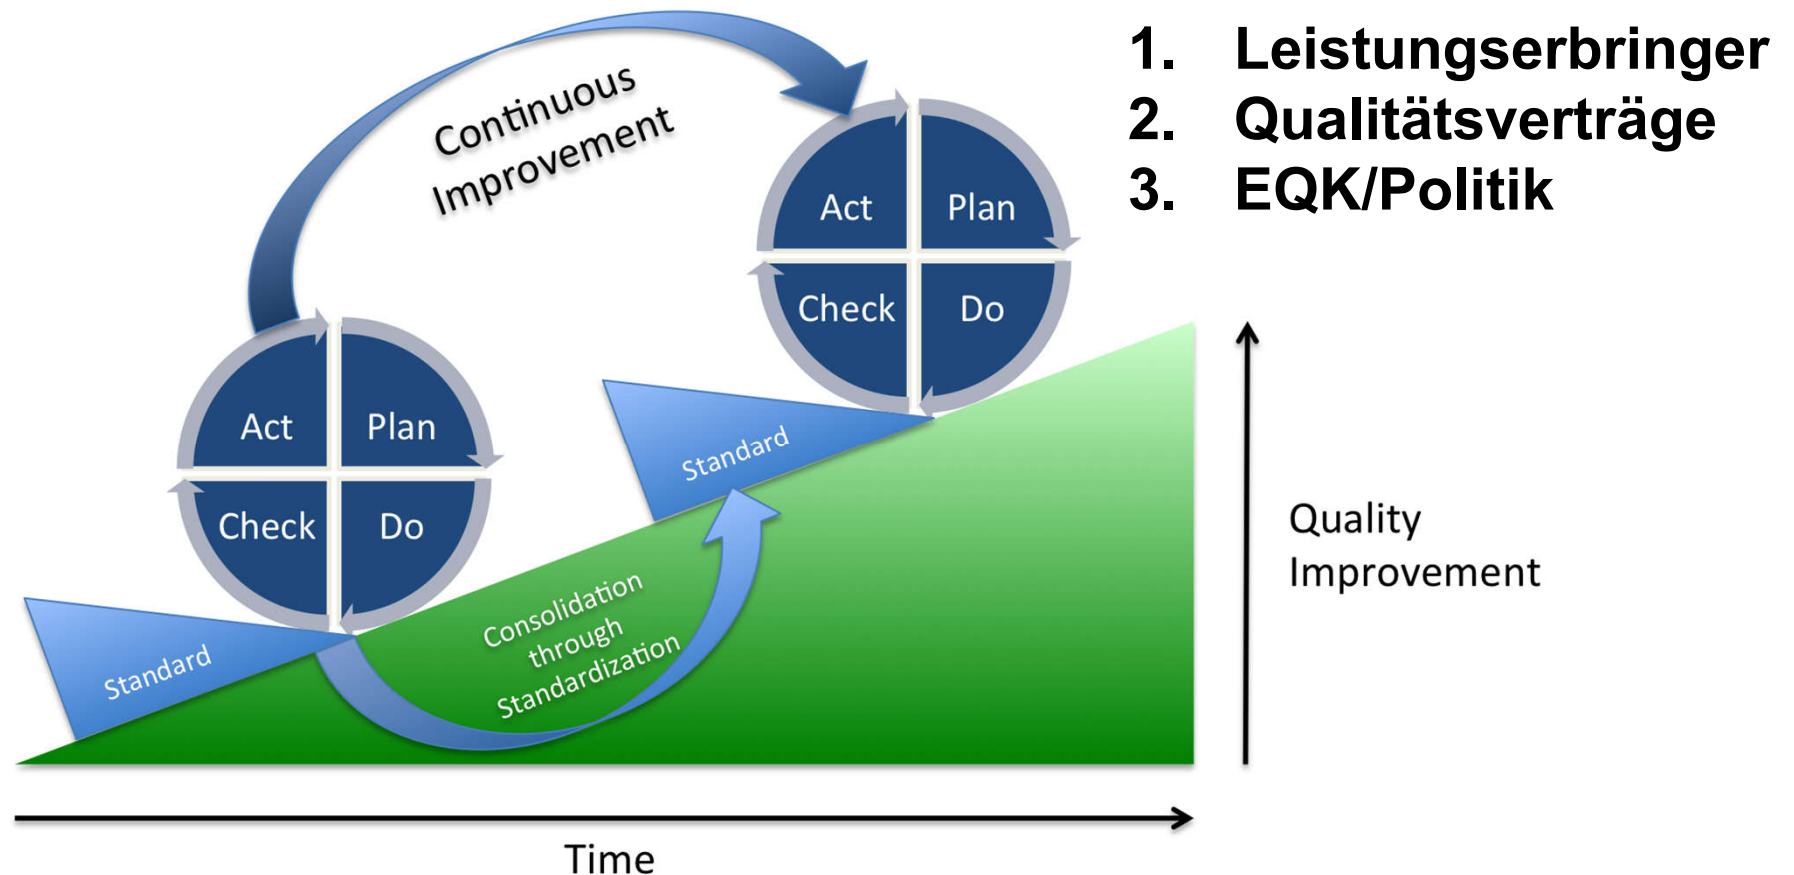 1. Leistungserbringer
2. Qualitätsverträge
3. EQK/Politik
Continuous
Improvement
Act
Plan
Check
Do
Act
Plan
Check
Do
Standard
Standard
Consolidation
through
Standardization
Quality
Improvement
Time